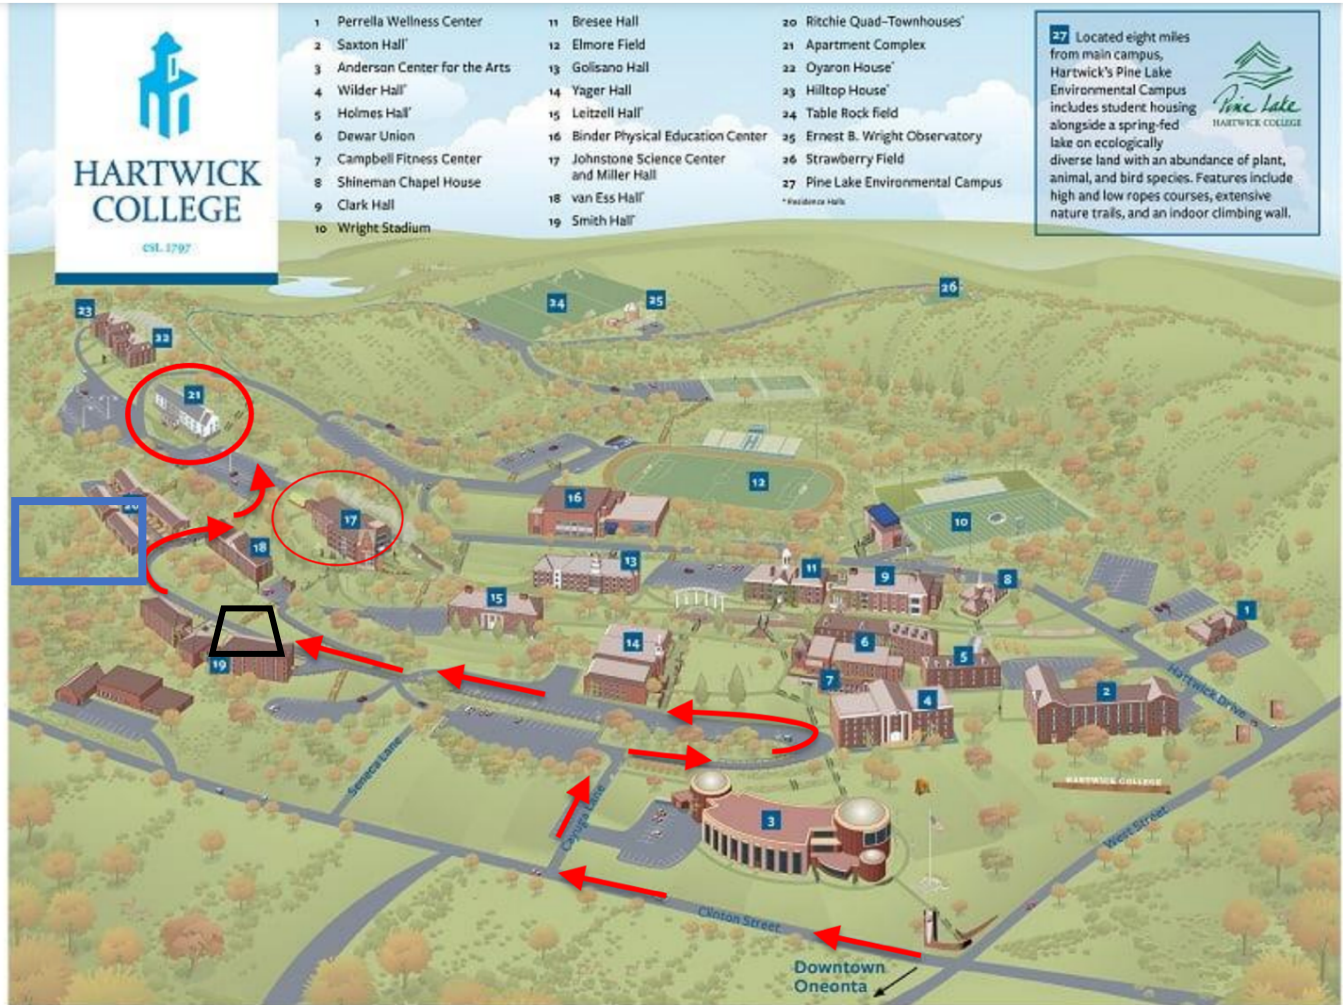 HARTWICK
COLLEGE
est. 1797
1 Perrella Wellness Center
2 Saxton Hall*
3 Anderson Center for the Arts
4 Wilder Hall*
5 Holmes Hall*
6 Dewar Union
7 Campbell Fitness Center
8 Shineman Chapel House
9 Clark Hall
10 Wright Stadium
11 Bresee Hall
12 Elmore Field
13 Golisano Hall
14 Yager Hall
15 Leitzell Hall*
16 Binder Physical Education Center
17 Johnstone Science Center
and Miller Hall
18 van Ess Hall*
19 Smith Hall*
20 Ritchie Quad-Townhouses*
21 Apartment Complex
22 Oyaron House*
23 Hilltop House*
24 Table Rock field
25 Ernest B. Wright Observatory
26 Strawberry Field
27 Pine Lake Environmental Campus
* Residence Halls
27 Located eight miles
from main campus,
Hartwick's Pine Lake
Environmental Campus
includes student housing
alongside a spring-fed
lake on ecologically
diverse land with an abundance of plant,
animal, and bird species. Features include
high and low ropes courses, extensive
nature trails, and an indoor climbing wall.
Pine Lake
HARTWICK COLLEGE
26
24
25
23
22
21
12
20
16
17
10
18
13
11
9
8
15
1
14
6
5
19
7
4
2
Hartwick Drive
Seneca Lane
HARTWICK COLLEGE
3
Cayuga Lane
West Street
Clinton Street
Downtown
Oneonta